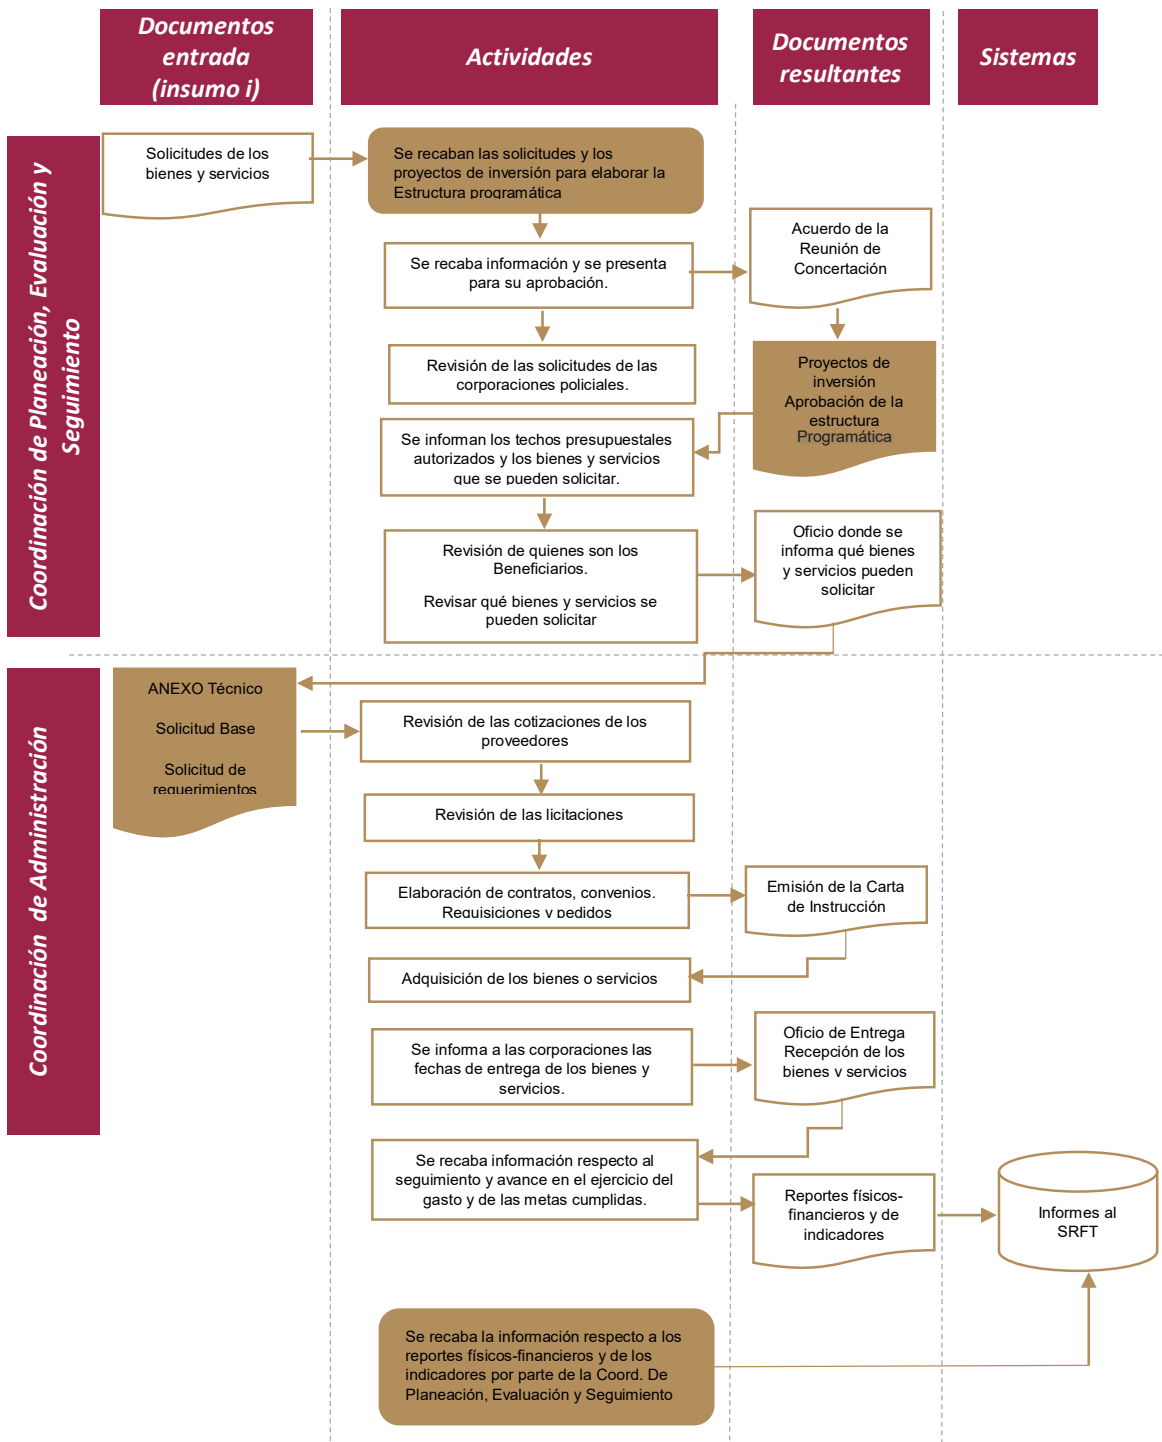 Documentos
entrada
(insumo i)
Actividades
Documentos
resultantes
Sistemas
Coordinación de Planeación, Evaluación y
Seguimiento
Solicitudes de los
bienes y servicios
Se recaban las solicitudes y los
proyectos de inversión para elaborar la
Estructura programática
Se recaba información y se presenta
para su aprobación.
Acuerdo de la
Reunión de
Concertación
Revisión de las solicitudes de las
corporaciones policiales.
Proyectos de
inversión
Aprobación de la
estructura
Programática
Se informan los techos presupuestales
autorizados y los bienes y servicios
que se pueden solicitar.
Revisión de quienes son los
Beneficiarios.
Revisar qué bienes y servicios se
pueden solicitar
Oficio donde se
informa qué bienes
y servicios pueden
solicitar
Coordinación  de Administración
ANEXO Técnico
Solicitud Base
Solicitud de
requerimientos
Revisión de las cotizaciones de los
proveedores
Revisión de las licitaciones
Elaboración de contratos, convenios.
Requisiciones y pedidos
Emisión de la Carta
de Instrucción
Adquisición de los bienes o servicios
Se informa a las corporaciones las
fechas de entrega de los bienes y
servicios.
Oficio de Entrega
Recepción de los
bienes y servicios
Se recaba información respecto al
seguimiento y avance en el ejercicio del
gasto y de las metas cumplidas.
Reportes físicos-
financieros y de
indicadores
Informes al
SRFT
Se recaba la información respecto a los
reportes físicos-financieros y de los
indicadores por parte de la Coord. De
Planeación, Evaluación y Seguimiento